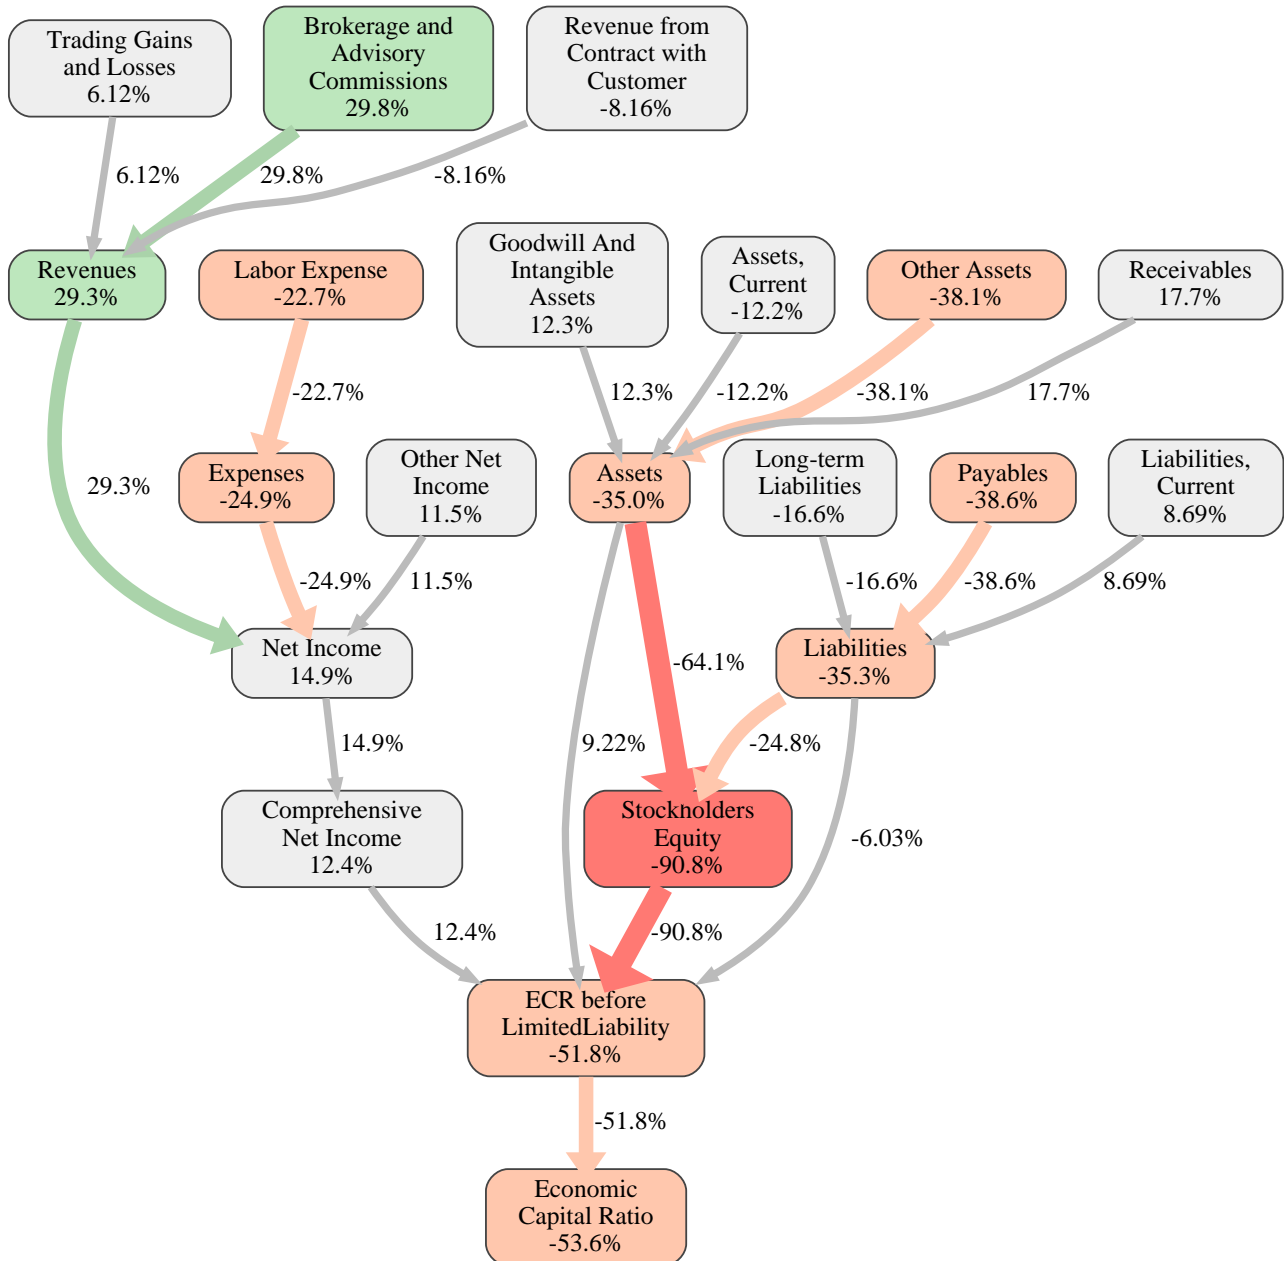 Trading Gains
and Losses
6.12%
Brokerage and
Advisory
Commissions
29.8%
Revenue from
Contract with
Customer
-8.16%
6.12%
29.8%
-8.16%
Revenues
29.3%
Labor Expense
-22.7%
Goodwill And
Intangible
Assets
12.3%
Assets,
Current
-12.2%
Other Assets
-38.1%
Receivables
17.7%
-22.7%
12.3%
-12.2%
-38.1%
17.7%
29.3%
Expenses
-24.9%
Other Net
Income
11.5%
Assets
-35.0%
Long-term
Liabilities
-16.6%
Payables
-38.6%
Liabilities,
Current
8.69%
-24.9%
11.5%
-16.6%
-38.6%
8.69%
Net Income
14.9%
-64.1%
Liabilities
-35.3%
14.9%
9.22%
-24.8%
Comprehensive
Net Income
12.4%
Stockholders
Equity
-90.8%
-6.03%
12.4%
-90.8%
ECR before
LimitedLiability
-51.8%
-51.8%
Economic
Capital Ratio
-53.6%